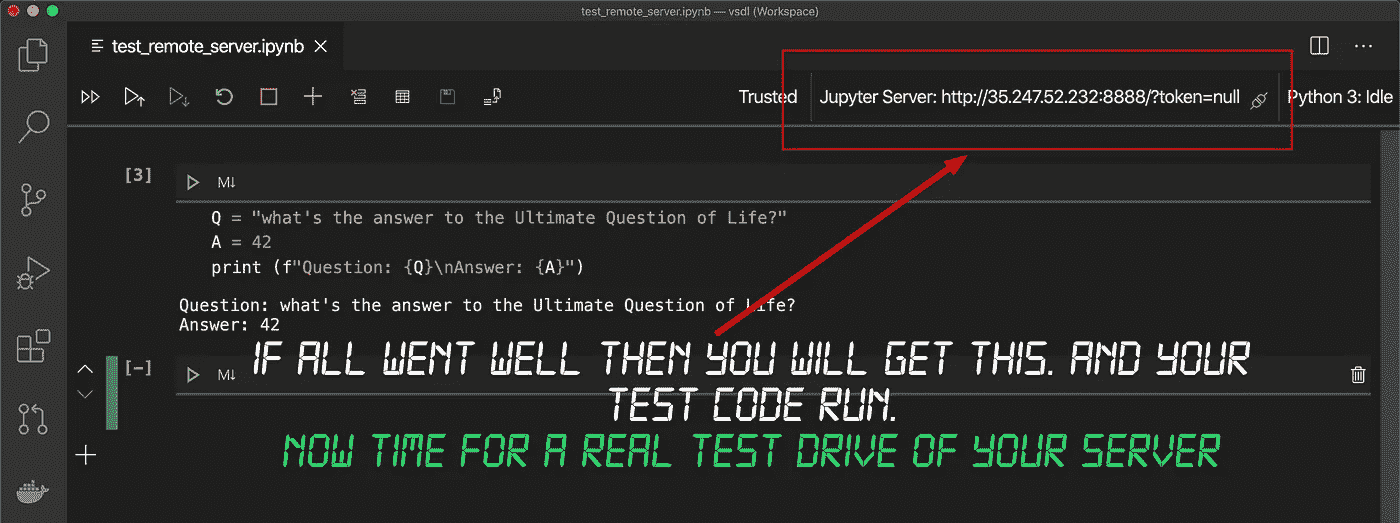 test_remote_server.ipynb — vsdl (Workspace)
test_remote_server.ipynb
Trusted
Jupyter Server: http://35.247.52.232:8888/?token=null
Python 3: Idle
[3]
M↓
Q = "what's the answer to the Ultimate Question of Life?"
A = 42
print (f"Question: {Q}\nAnswer: {A}")
Question: what's the answer to the Ultimate Question of Life?
Answer: 42
[-]
M↓
IF ALL WENT WELL THEN YOU WILL GET THIS. AND YOUR
TEST CODE RUN.
NOW TIME FOR A REAL TEST DRIVE OF YOUR SERVER